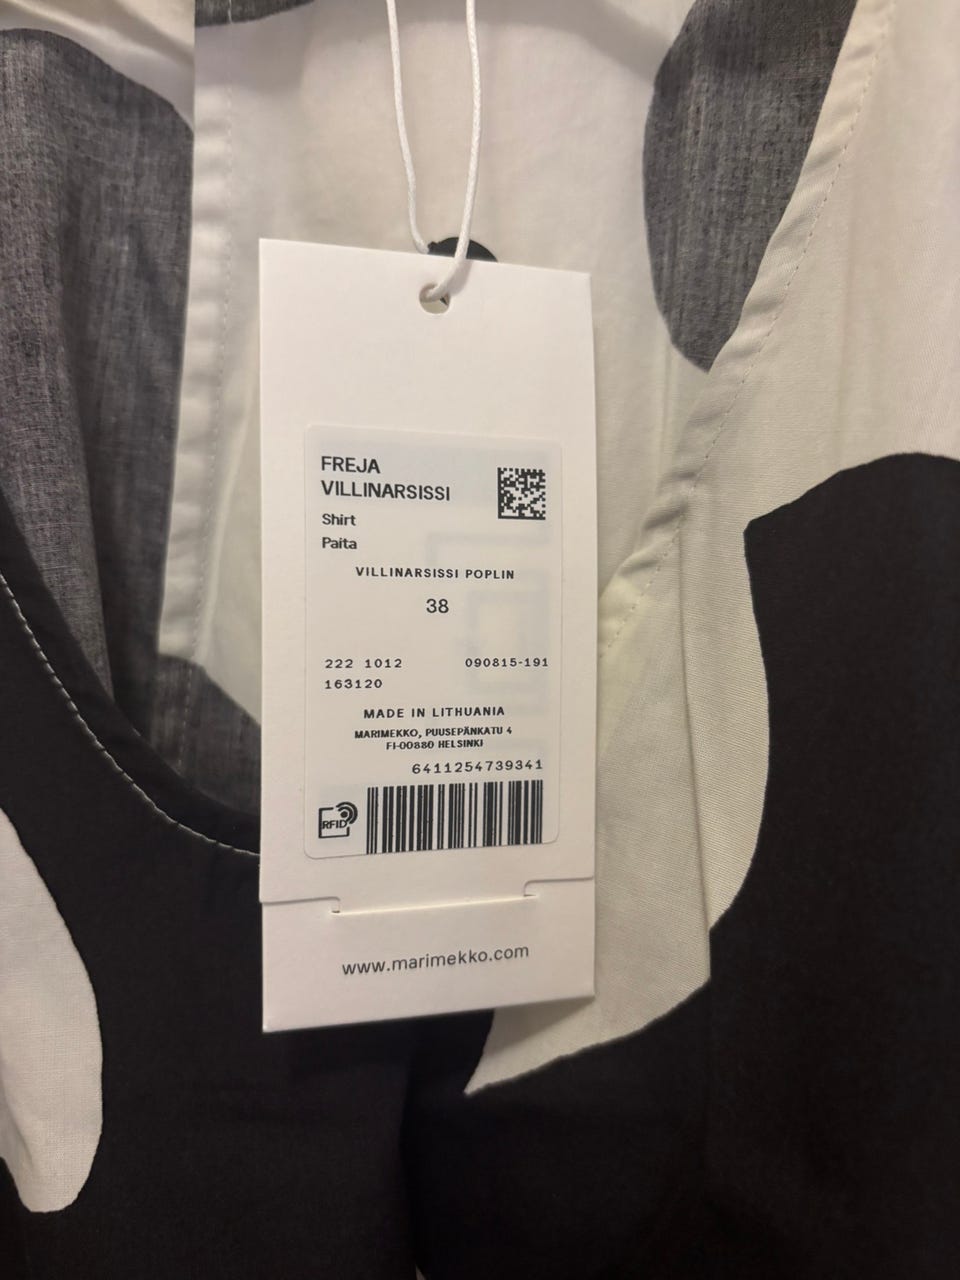 FREJA
VILLINARSISSI
Shirt
Paita
VILLINARSISSI POPLIN
38
222 1012 090815-191
163120
MADE IN LITHUANIA
MARIMEKKO, PUUSEPÄNKATU 4
FI-00880 HELSINKI
6411254739341
RFID
www.marimekko.com